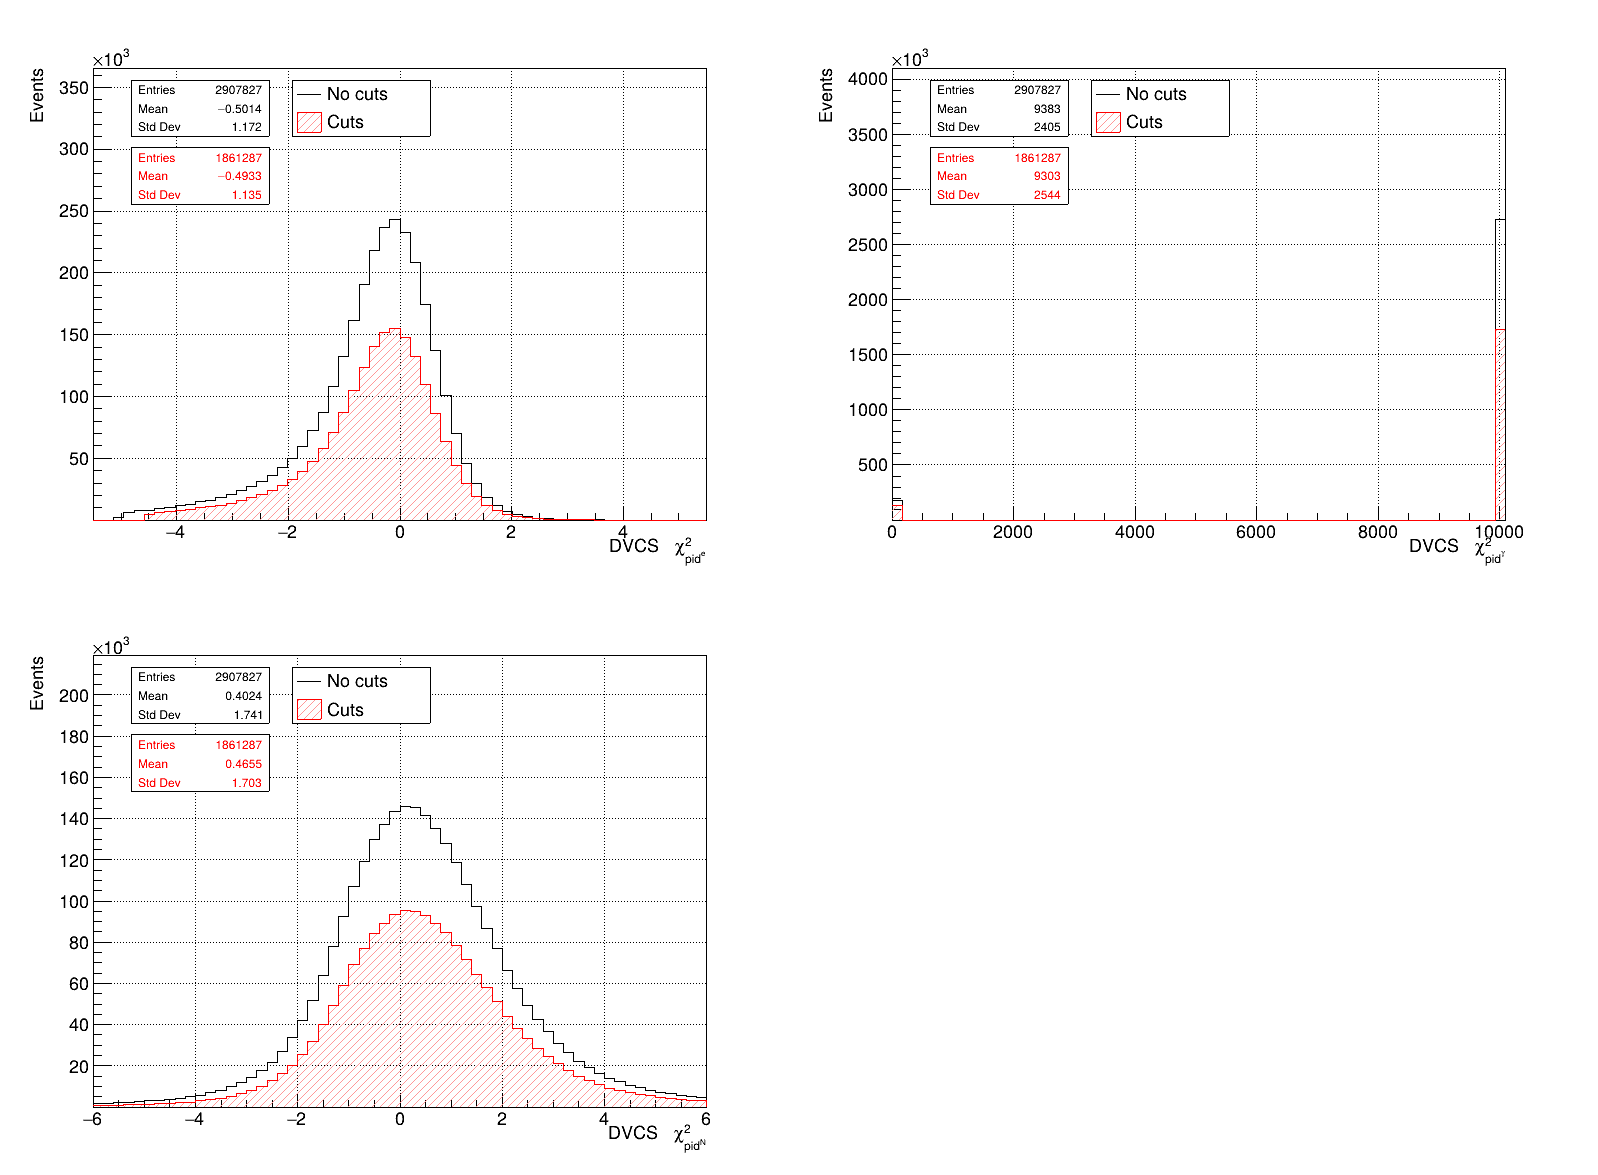 ×10³
Events
350
300
250
200
150
100
50
Entries 2907827
Mean −0.5014
Std Dev 1.172
Entries 1861287
Mean −0.4933
Std Dev 1.135
No cuts
Cuts
−4 −2 0 2 4
DVCS χ²pidᵉ
×10³
Events
4000
3500
3000
2500
2000
1500
1000
500
Entries 2907827
Mean 9383
Std Dev 2405
Entries 1861287
Mean 9303
Std Dev 2544
No cuts
Cuts
0 2000 4000 6000 8000 10000
DVCS χ²pidᵞ
×10³
Events
200
180
160
140
120
100
80
60
40
20
Entries 2907827
Mean 0.4024
Std Dev 1.741
Entries 1861287
Mean 0.4655
Std Dev 1.703
No cuts
Cuts
−6 −4 −2 0 2 4 6
DVCS χ²pidᴺ